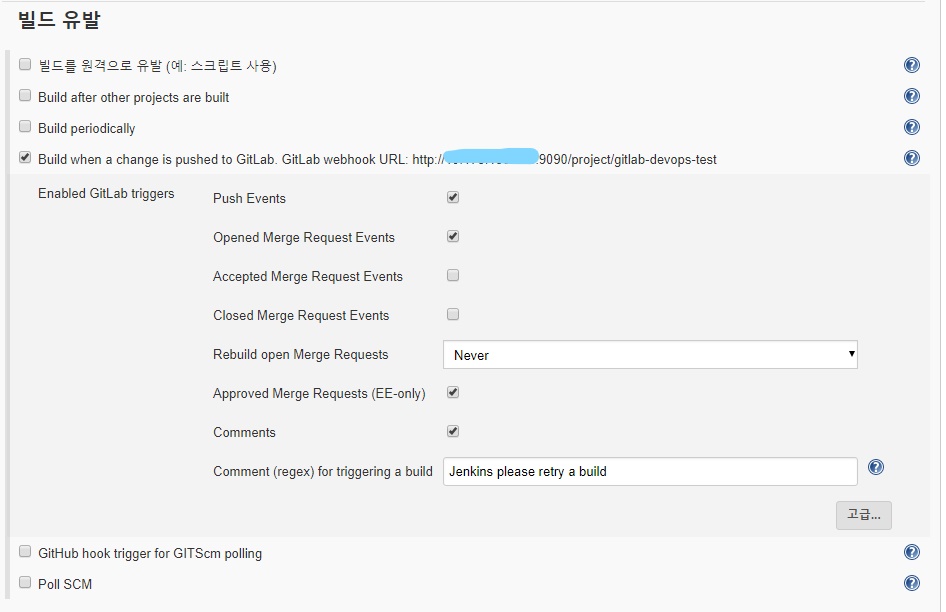 빌드 유발
빌드를 원격으로 유발 (예: 스크립트 사용)
Build after other projects are built
Build periodically
Build when a change is pushed to GitLab. GitLab webhook URL: http:// :9090/project/gitlab-devops-test
Enabled GitLab triggers
Push Events
Opened Merge Request Events
Accepted Merge Request Events
Closed Merge Request Events
Rebuild open Merge Requests Never
Approved Merge Requests (EE-only)
Comments
Comment (regex) for triggering a build Jenkins please retry a build
고급...
GitHub hook trigger for GITScm polling
Poll SCM